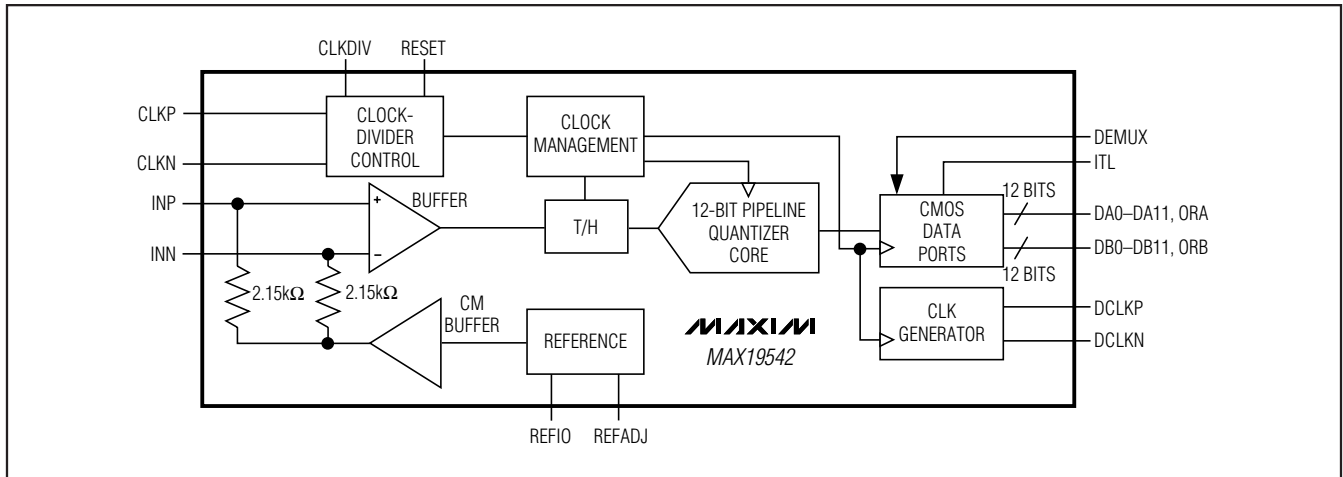 CLKDIV
RESET
CLKP
CLKN
CLOCK-
DIVIDER
CONTROL
CLOCK
MANAGEMENT
DEMUX
ITL
INP
INN
+
−
BUFFER
T/H
12-BIT PIPELINE
QUANTIZER
CORE
CMOS
DATA
PORTS
12 BITS
DA0–DA11, ORA
DB0–DB11, ORB
12 BITS
2.15kΩ
2.15kΩ
CM
BUFFER
REFERENCE
MAXIM
MAX19542
CLK
GENERATOR
DCLKP
DCLKN
REFIO
REFADJ